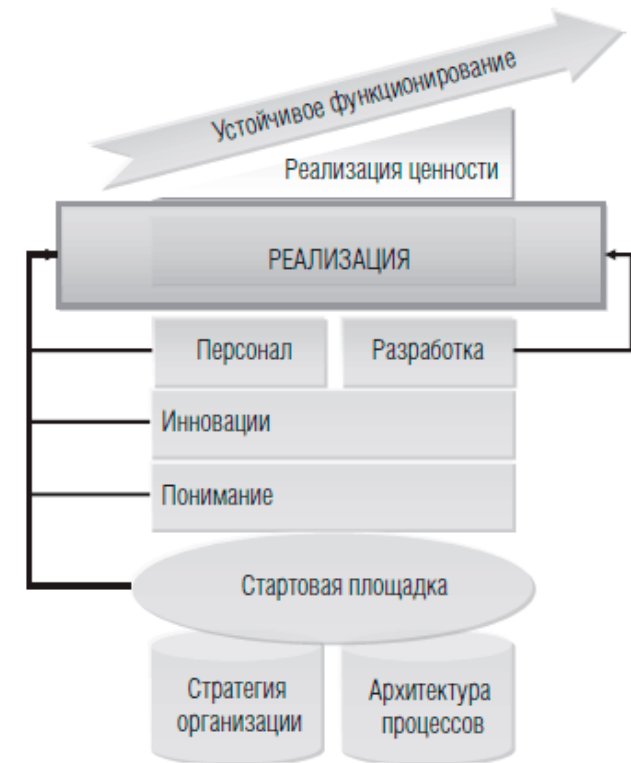 Устойчивое функционирование
Реализация ценности
РЕАЛИЗАЦИЯ
Персонал
Разработка
Инновации
Понимание
Стартовая площадка
Стратегия
организации
Архитектура
процессов